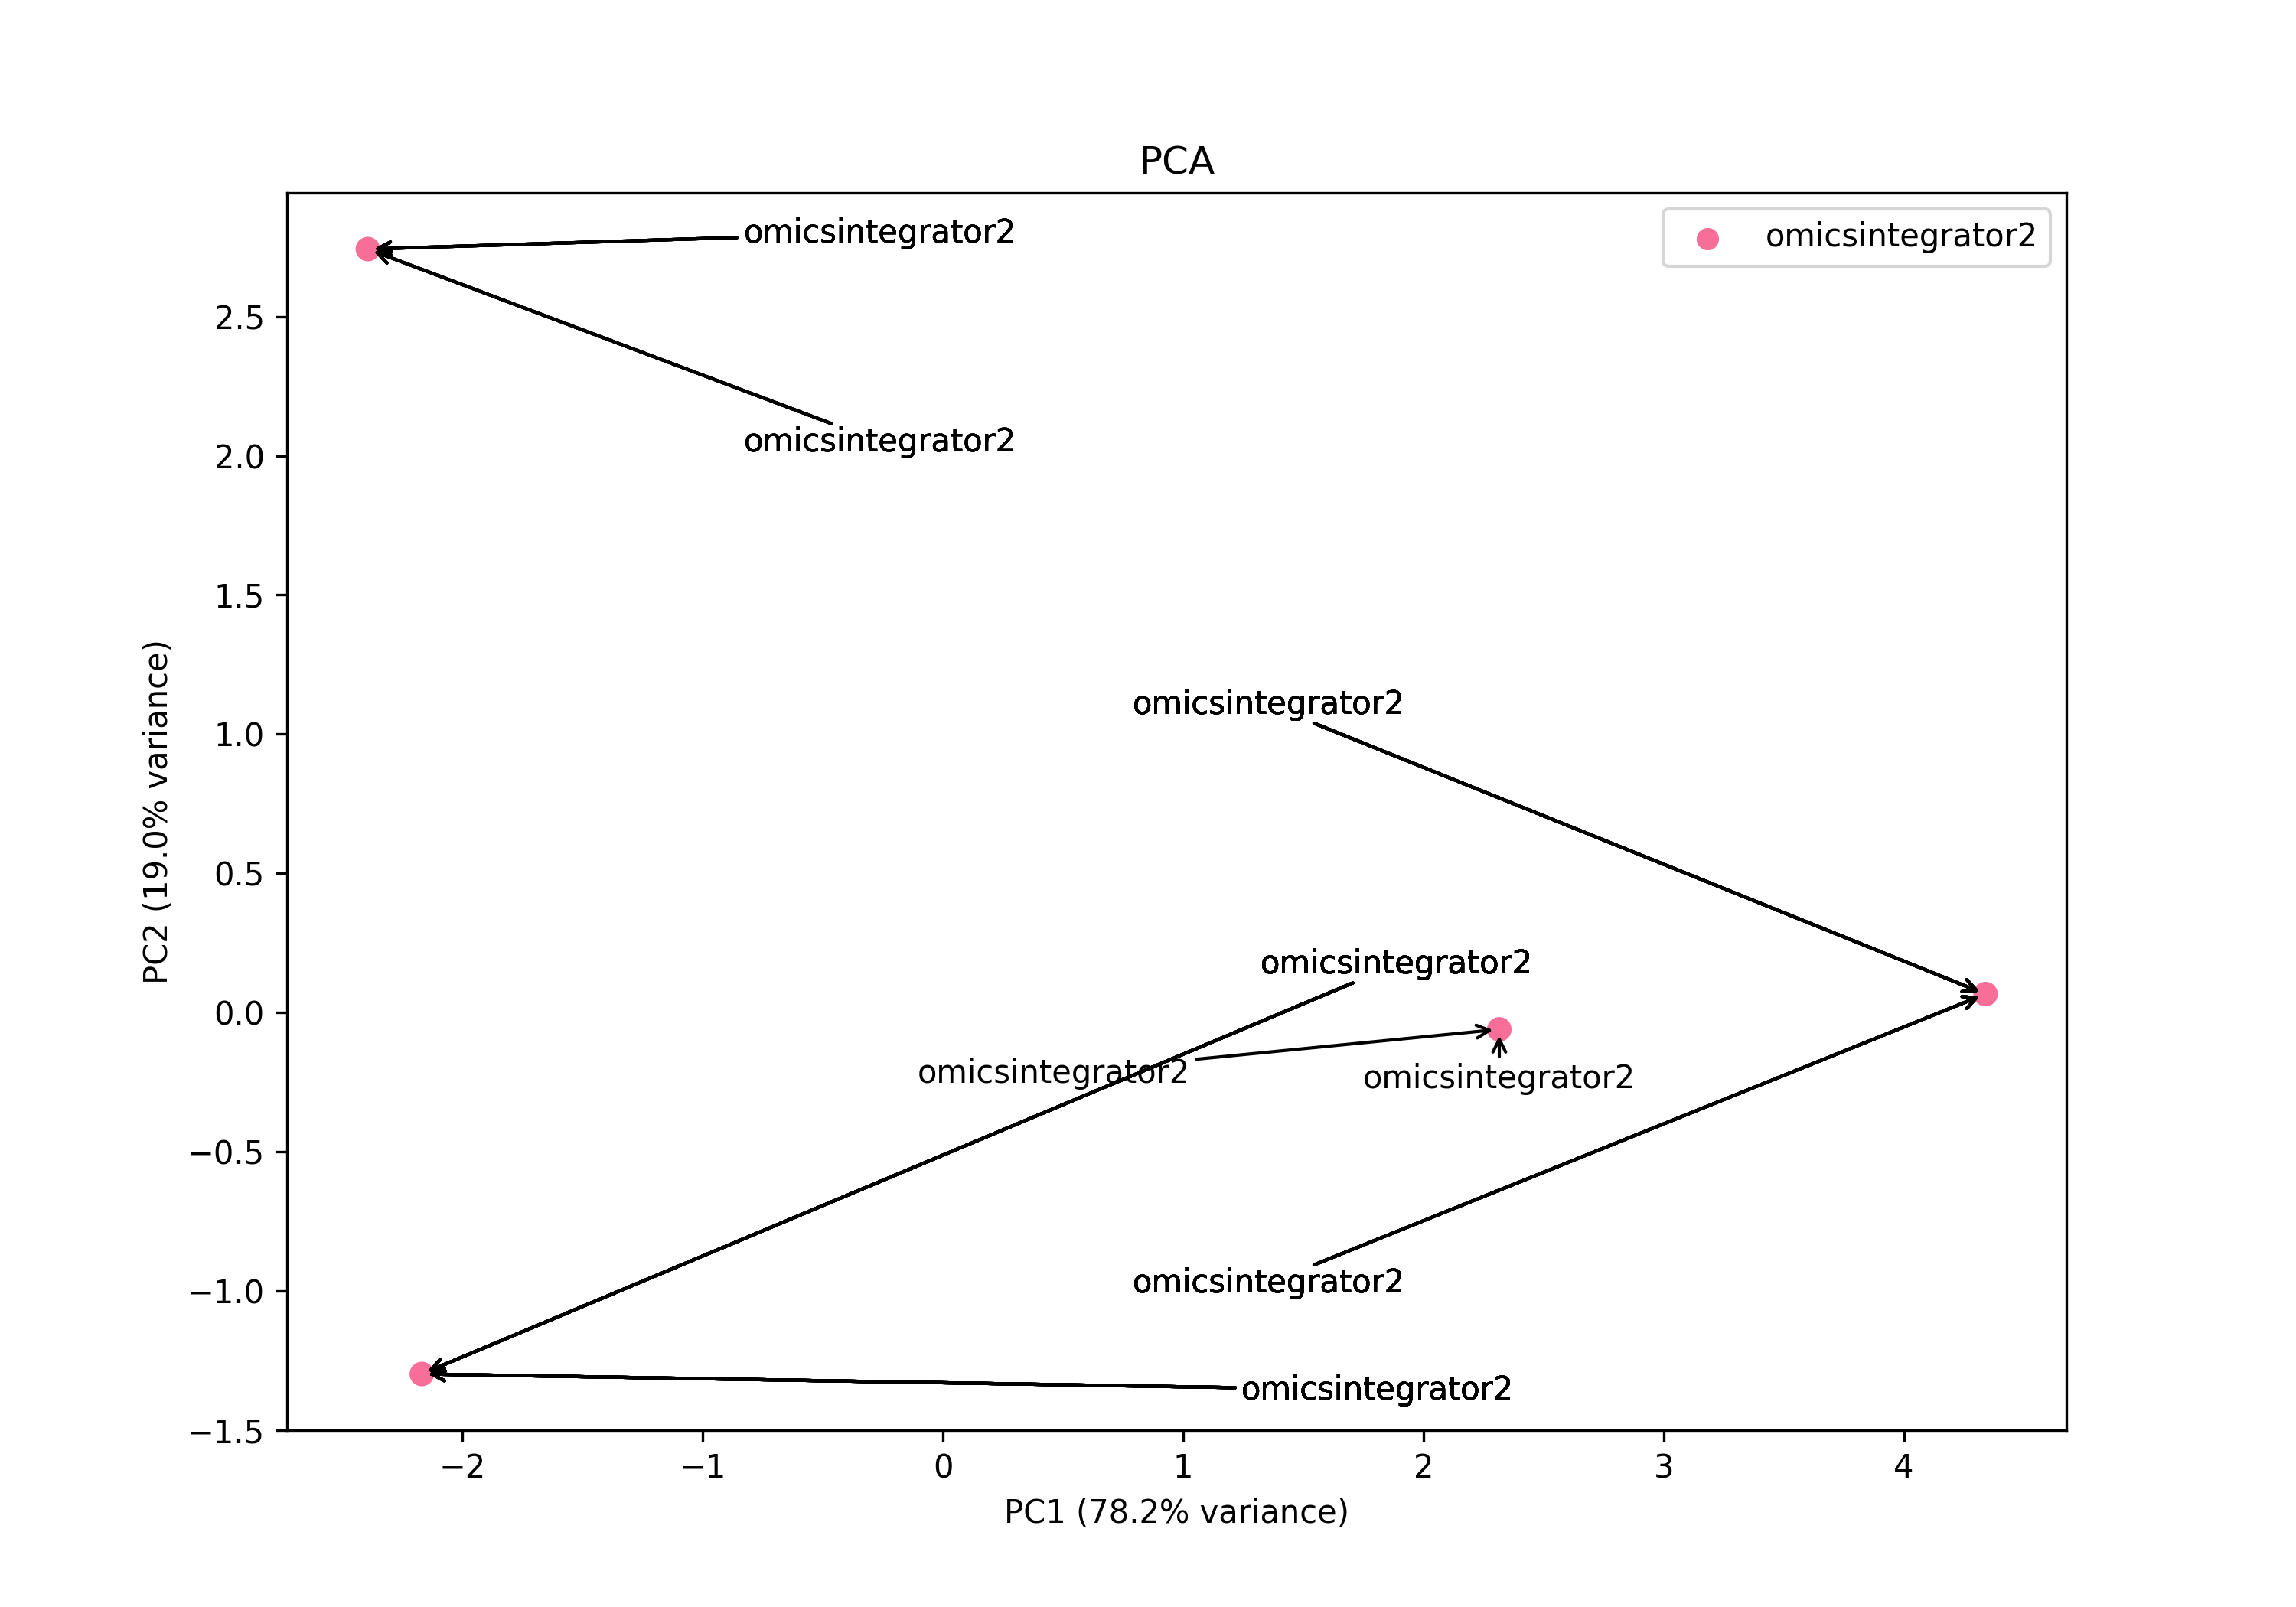 PCA
omicsintegrator2
omicsintegrator2
omicsintegrator2
omicsintegrator2
omicsintegrator2
omicsintegrator2
omicsintegrator2
omicsintegrator2
omicsintegrator2
2.5
2.0
1.5
1.0
0.5
0.0
−0.5
−1.0
−1.5
PC2 (19.0% variance)
−2
−1
0
1
2
3
4
PC1 (78.2% variance)